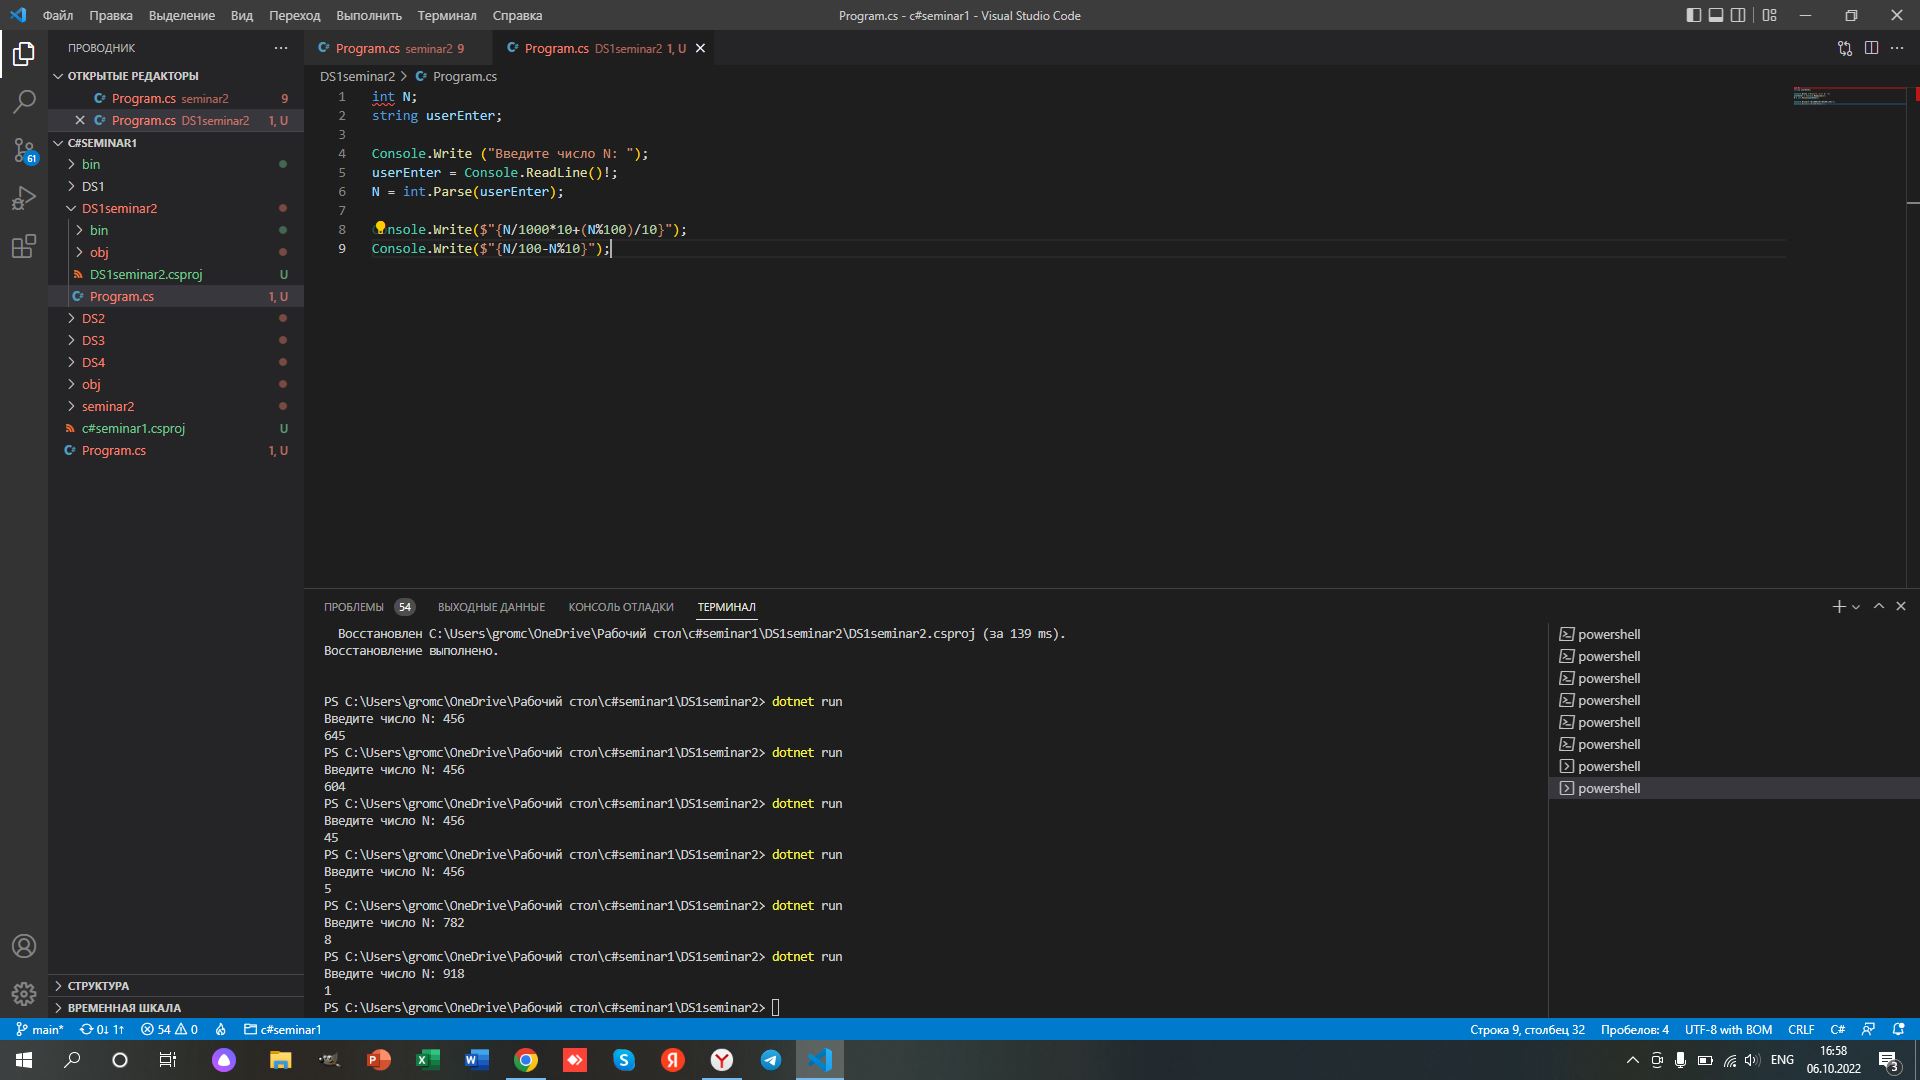 Файл Правка Выделение Вид Переход Выполнить Терминал Справка
Program.cs - c#seminar1 - Visual Studio Code
ПРОВОДНИК
ОТКРЫТЫЕ РЕДАКТОРЫ
Program.cs seminar2 9
Program.cs DS1seminar2 1, U
C#SEMINAR1
bin
DS1
DS1seminar2
bin
obj
DS1seminar2.csproj U
Program.cs 1, U
DS2
DS3
DS4
obj
seminar2
c#seminar1.csproj U
Program.cs 1, U
СТРУКТУРА
ВРЕМЕННАЯ ШКАЛА
61
Program.cs seminar2 9
Program.cs DS1seminar2 1, U
DS1seminar2 > Program.cs
1 int N;
2 string userEnter;
3
4 Console.Write ("Введите число N: ");
5 userEnter = Console.ReadLine()!;
6 N = int.Parse(userEnter);
7
8 Console.Write($"{N/1000*10+(N%100)/10}");
9 Console.Write($"{N/100-N%10}");
ПРОБЛЕМЫ 54 ВЫХОДНЫЕ ДАННЫЕ КОНСОЛЬ ОТЛАДКИ ТЕРМИНАЛ
Восстановлен C:\Users\gromc\OneDrive\Рабочий стол\c#seminar1\DS1seminar2\DS1seminar2.csproj (за 139 ms).
Восстановление выполнено.
PS C:\Users\gromc\OneDrive\Рабочий стол\c#seminar1\DS1seminar2> dotnet run
Введите число N: 456
645
PS C:\Users\gromc\OneDrive\Рабочий стол\c#seminar1\DS1seminar2> dotnet run
Введите число N: 456
604
PS C:\Users\gromc\OneDrive\Рабочий стол\c#seminar1\DS1seminar2> dotnet run
Введите число N: 456
45
PS C:\Users\gromc\OneDrive\Рабочий стол\c#seminar1\DS1seminar2> dotnet run
Введите число N: 456
5
PS C:\Users\gromc\OneDrive\Рабочий стол\c#seminar1\DS1seminar2> dotnet run
Введите число N: 782
8
PS C:\Users\gromc\OneDrive\Рабочий стол\c#seminar1\DS1seminar2> dotnet run
Введите число N: 918
1
PS C:\Users\gromc\OneDrive\Рабочий стол\c#seminar1\DS1seminar2>
powershell
powershell
powershell
powershell
powershell
powershell
powershell
powershell
main* 0↓ 1↑ 54 0 c#seminar1
Строка 9, столбец 32 Пробелов: 4 UTF-8 with BOM CRLF C#
ENG
16:58
06.10.2022
3